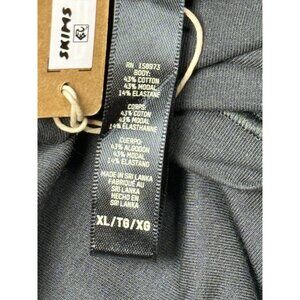 SKIMS
RN 158973
BODY:
43% COTTON
43% MODAL
14% ELASTANE
CORPS:
43% COTON
43% MODAL
14% ELASTHANNE
CUERPO:
43% ALGODON
43% MODAL
14% ELASTANO
MADE IN SRI LANKA
FABRIQUÉ AU
SRI LANKA
HECHO EN
SRI LANKA
XL/TG/XG